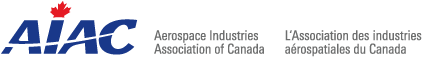 AIAC
Aerospace Industries
Association of Canada
L'Association des industries
aérospatiales du Canada